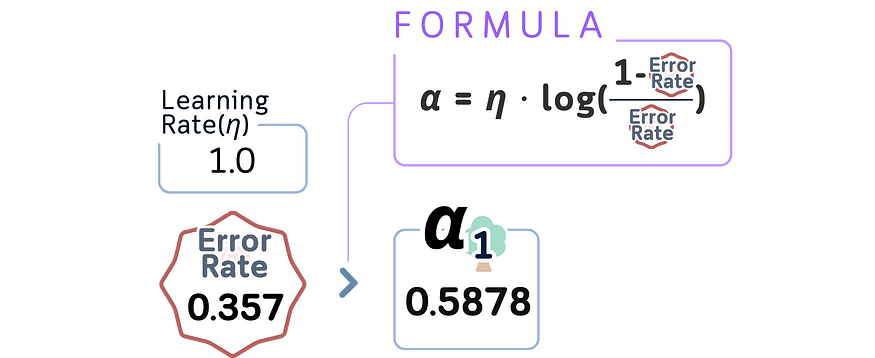 FORMULA
α = η · log(
1-Error Rate
Error Rate
)
Learning
Rate(η)
1.0
Error
Rate
0.357
α1
0.5878